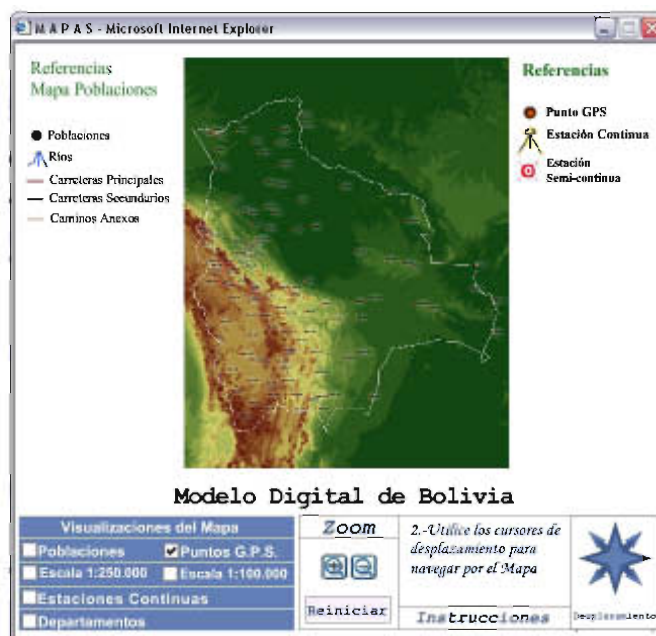 M A P A S - Microsoft Internet Explorer
Referencias
Mapa Poblaciones
Poblaciones
Ríos
Carreteras Principales
Carreteras Secundarios
Caminos Anexos
Referencias
Punto GPS
Estación Continua
Estación
Semi-continua
Modelo Digital de Bolivia
Visualizaciones del Mapa
Poblaciones
Puntos G.P.S.
Escala 1:250.000
Escala 1:100.000
Estaciones Continuas
Departamentos
Zoom
Reiniciar
2.-Utilice los cursores de
desplazamiento para
navegar por el Mapa
Instrucciones
Desplazamiento